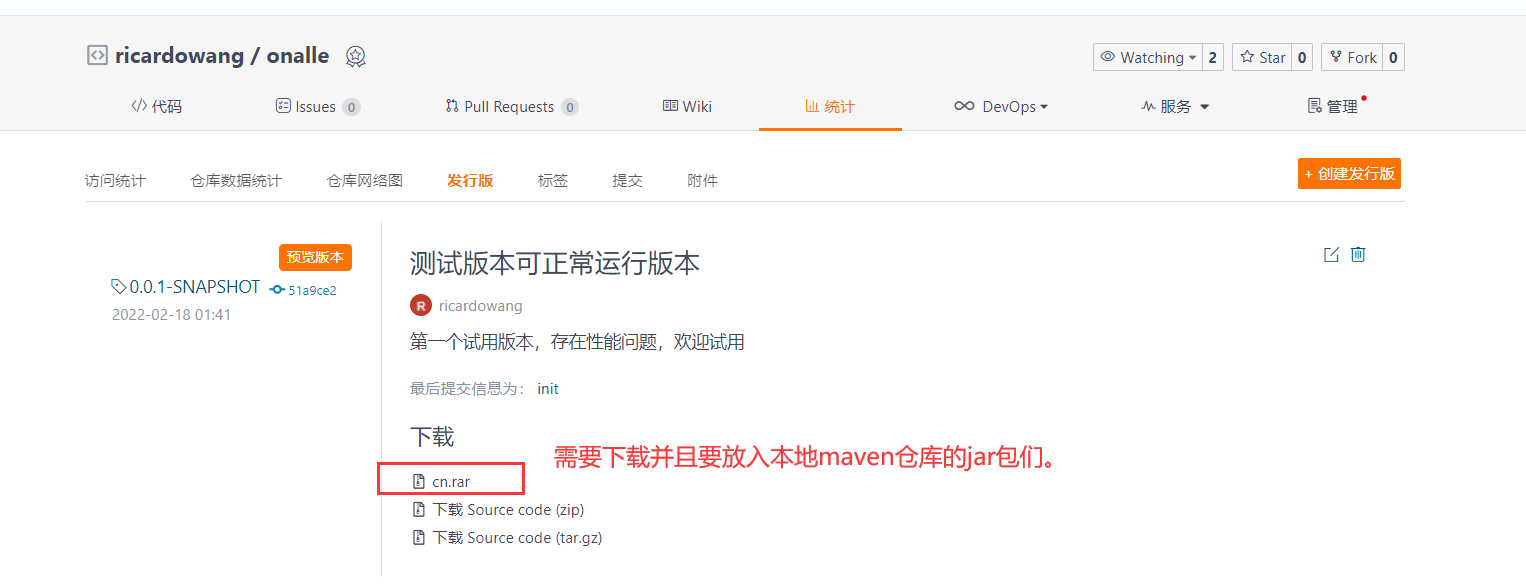 ricardowang / onalle
Watching 2 Star 0 Fork 0
代码 Issues 0 Pull Requests 0 Wiki 统计 DevOps 服务 管理
访问统计 仓库数据统计 仓库网络图 发行版 标签 提交 附件 + 创建发行版
预览版本
0.0.1-SNAPSHOT 51a9ce2
2022-02-18 01:41
测试版本可正常运行版本
R ricardowang
第一个试用版本，存在性能问题，欢迎试用
最后提交信息为： init
下载
需要下载并且要放入本地maven仓库的jar包们。
cn.rar
下载 Source code (zip)
下载 Source code (tar.gz)